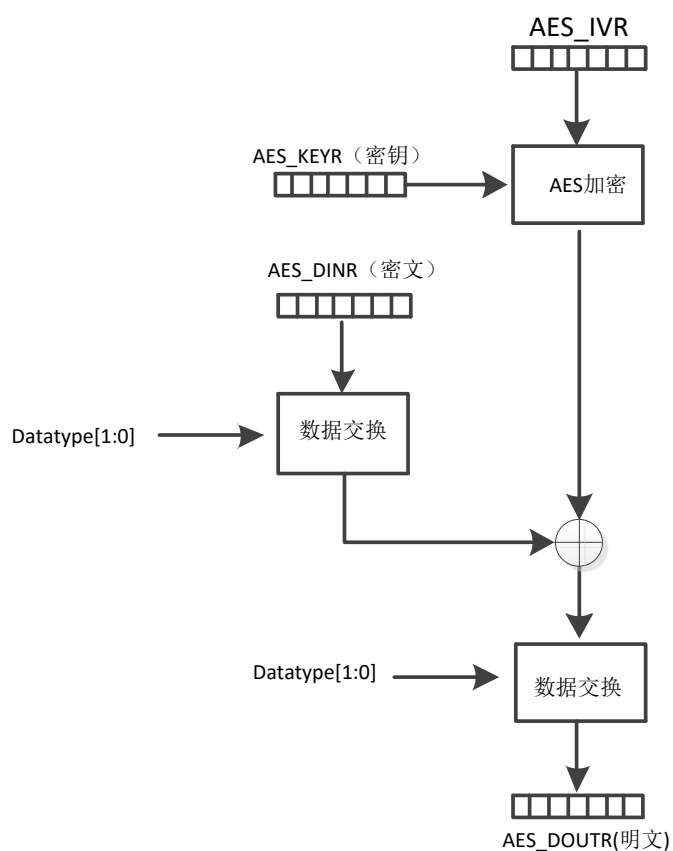 AES_IVR
AES_KEYR（密钥）
AES加密
AES_DINR（密文）
数据交换
Datatype[1:0]
Datatype[1:0]
数据交换
AES_DOUTR(明文)